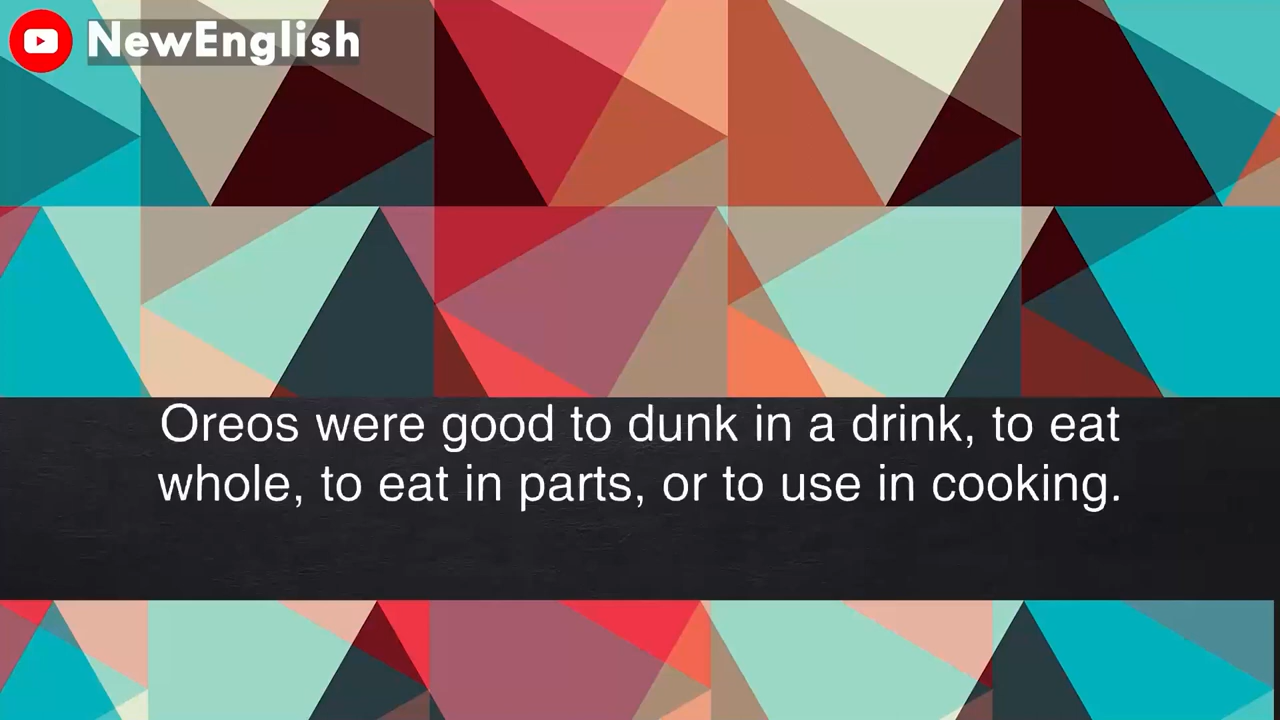 NewEnglish
Oreos were good to dunk in a drink, to eat
whole, to eat in parts, or to use in cooking.